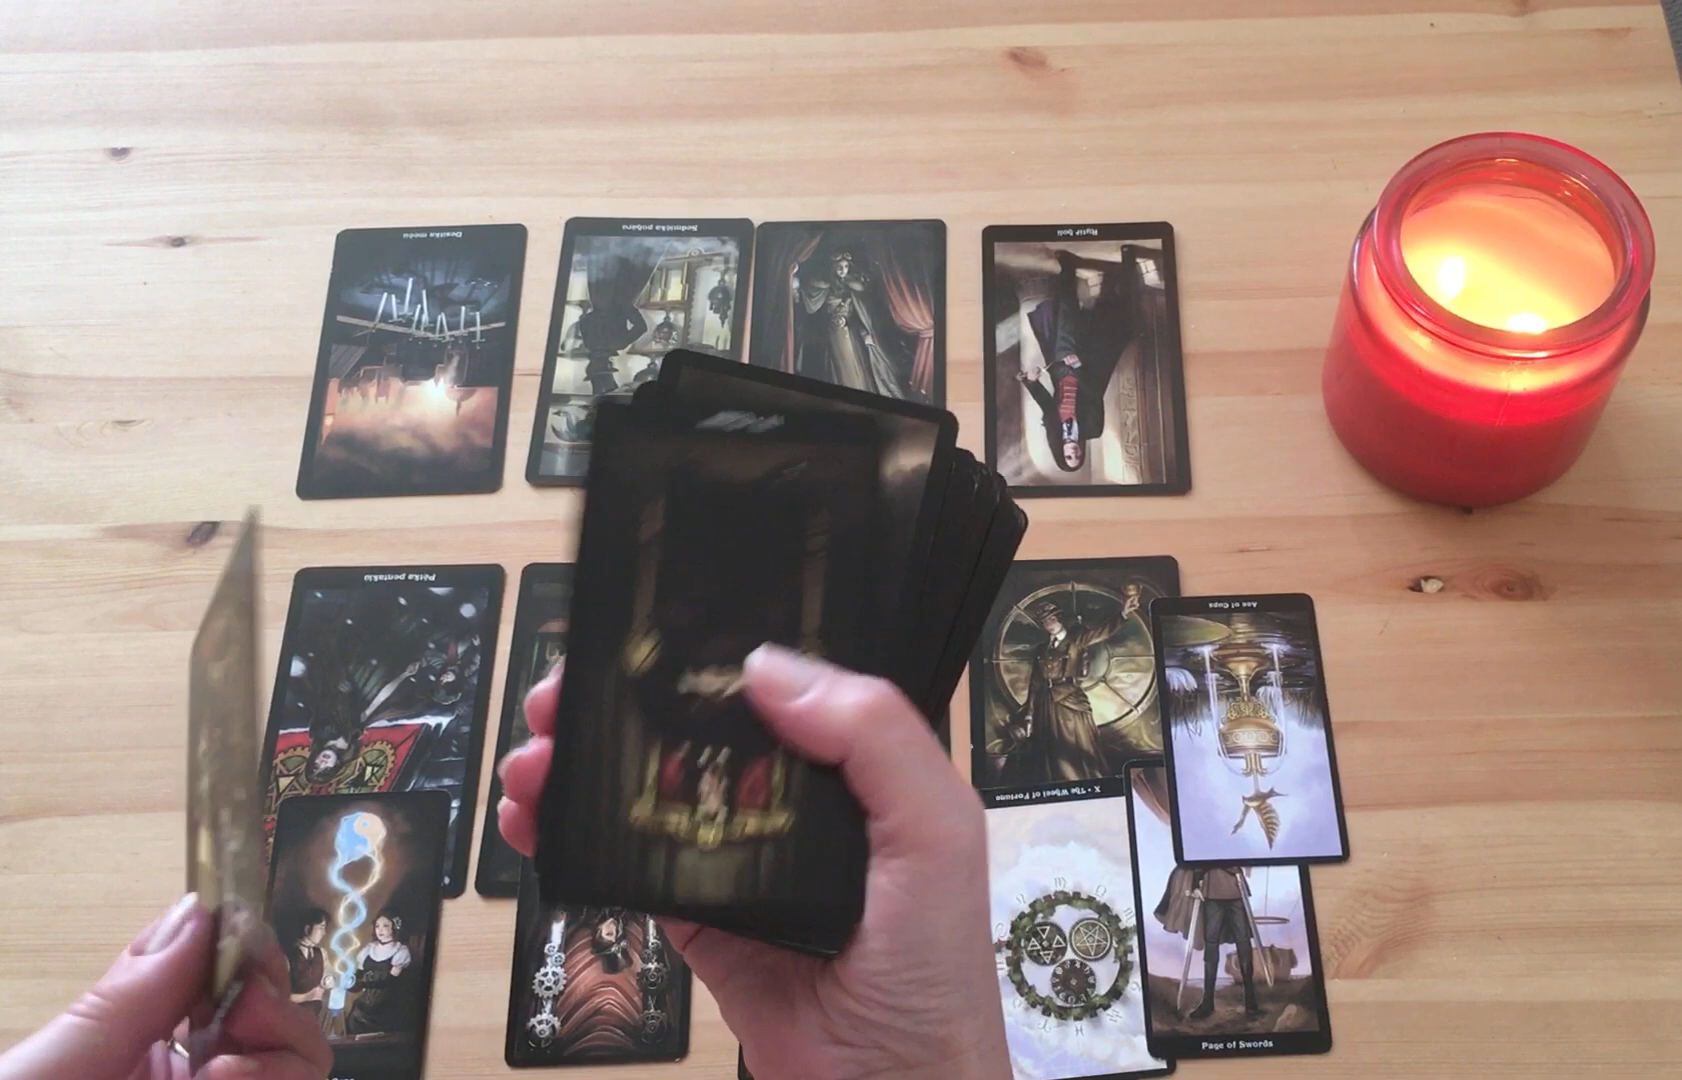 Desítka mečů
Sedmička pohárů
Rytíř holí
Pětka pentaklů
Ace of Cups
X • The Wheel of Fortune
Page of Swords